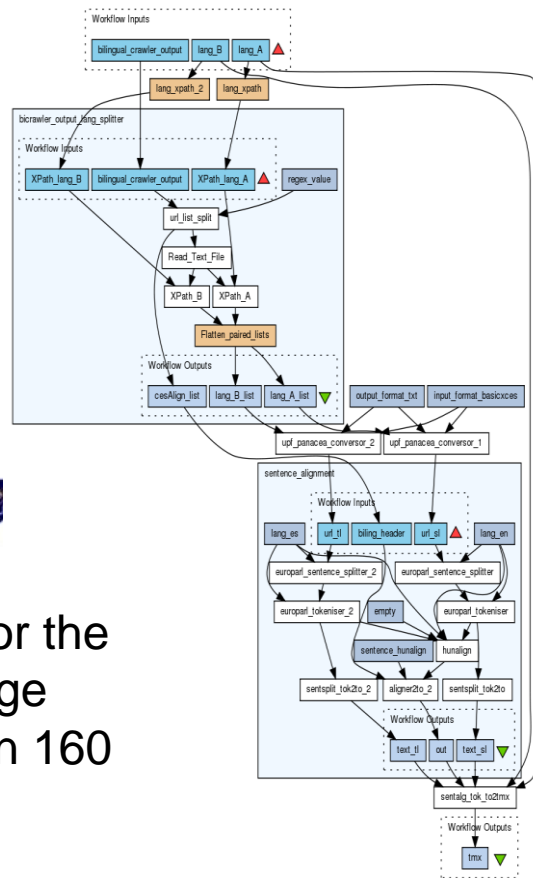 Workflow Inputs
bilingual_crawler_output lang_B lang_A
lang_xpath_2 lang_xpath
bicrawler_output_lang_splitter
Workflow Inputs
XPath_lang_B bilingual_crawler_output XPath_lang_A regex_value
url_list_split
Read_Text_File
XPath_B XPath_A
Flatten_paired_lists
Workflow Outputs
cesAlign_list lang_B_list lang_A_list output_format_txt input_format_basicxces
upf_panacea_conversor_2 upf_panacea_conversor_1
sentence_alignment
Workflow Inputs
lang_es url_tl biling_header url_sl lang_en
europarl_sentence_splitter_2 europarl_sentence_splitter
europarl_tokeniser_2 empty europarl_tokeniser
sentence_hunalign hunalign
sentsplit_tok2to_2 aligner2to_2 sentsplit_tok2to
Workflow Outputs
text_tl out text_sl
sentalg_tok_to2tmx
Workflow Outputs
tmx
or the
ge
n 160